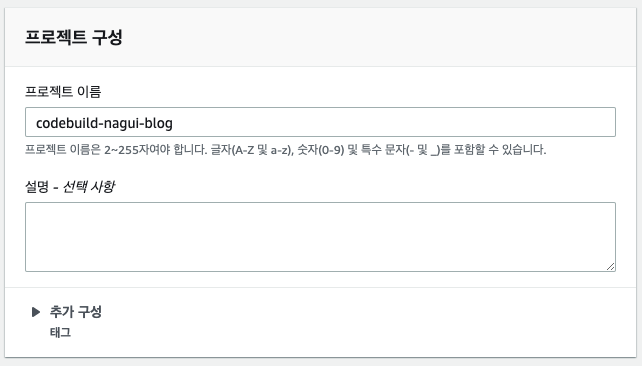 프로젝트 구성
프로젝트 이름
codebuild-nagui-blog
프로젝트 이름은 2~255자여야 합니다. 글자(A-Z 및 a-z), 숫자(0-9) 및 특수 문자(- 및 _)를 포함할 수 있습니다.
설명 - 선택 사항
추가 구성
태그